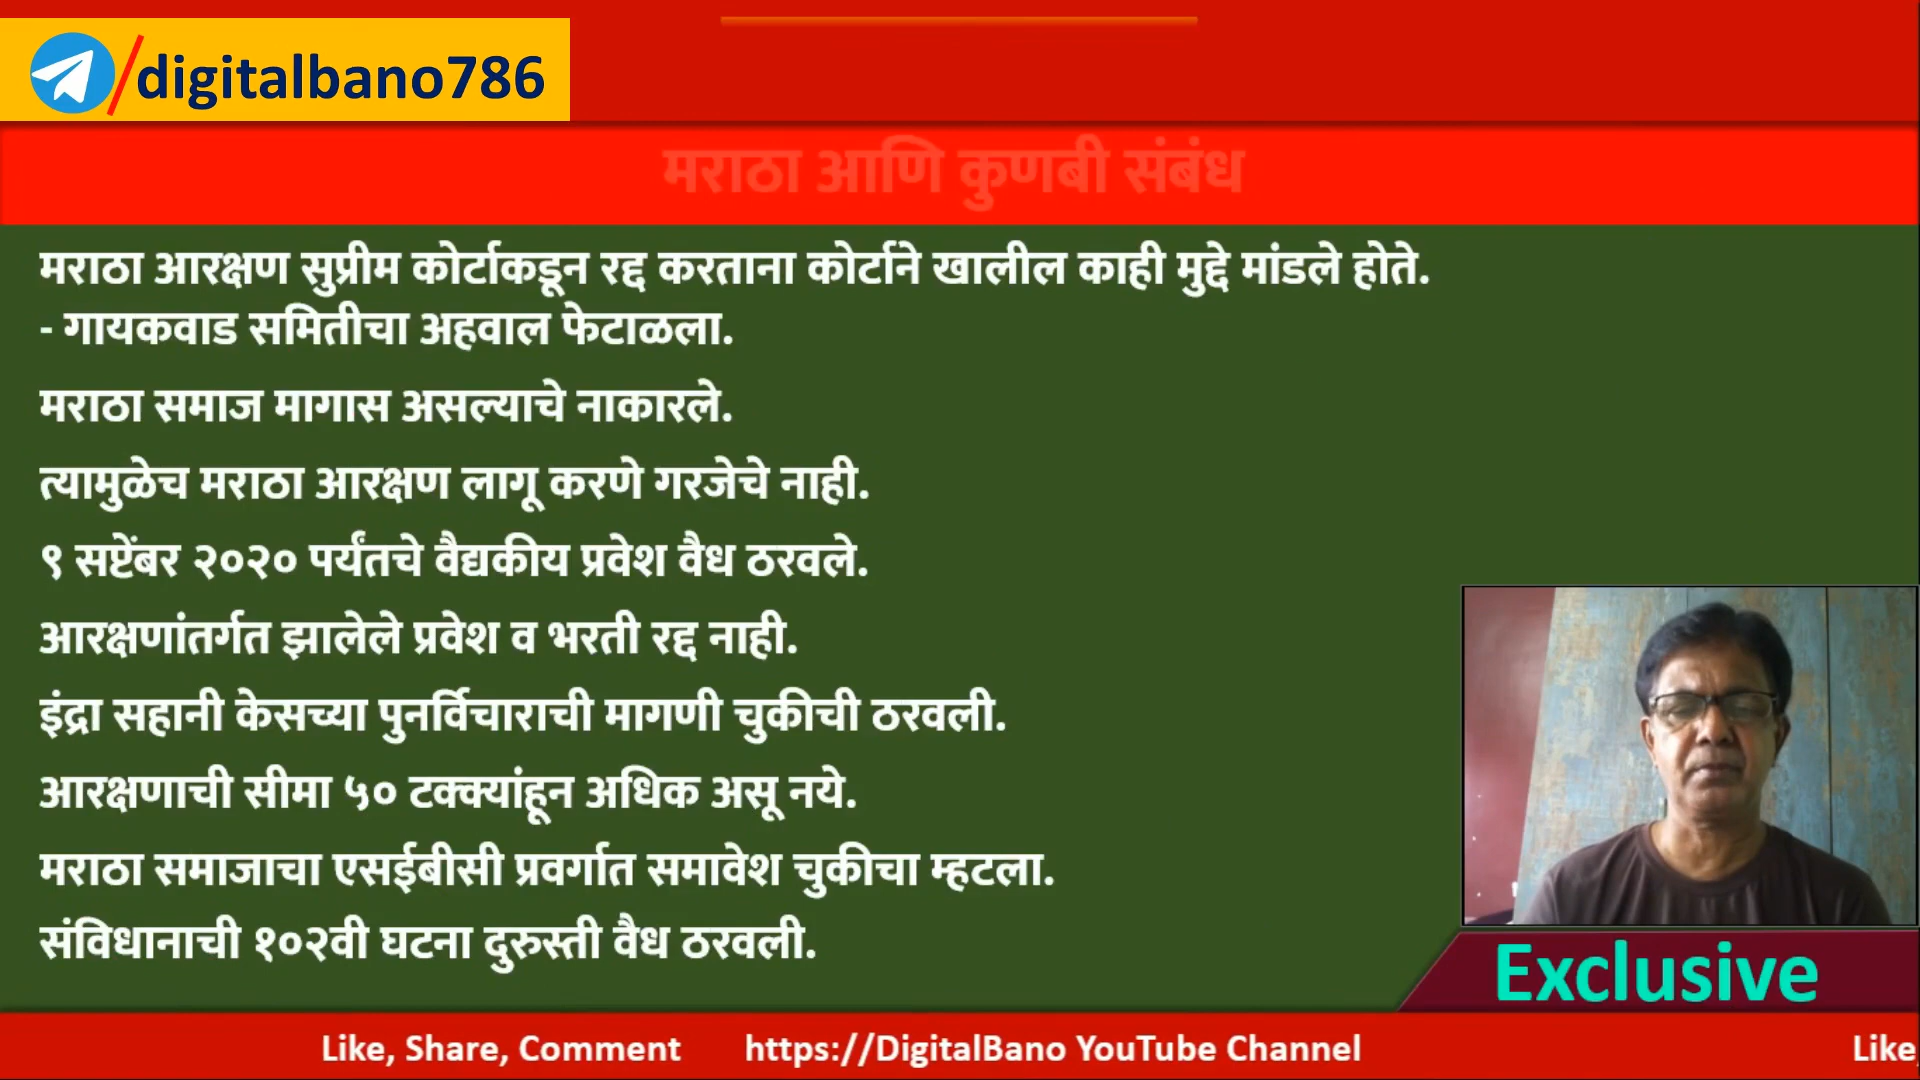 /digitalbano786
मराठा आणि कुणबी संबंध
मराठा आरक्षण सुप्रीम कोर्टाकडून रद्द करताना कोर्टाने खालील काही मुद्दे मांडले होते.
- गायकवाड समितीचा अहवाल फेटाळला.
मराठा समाज मागास असल्याचे नाकारले.
त्यामुळेच मराठा आरक्षण लागू करणे गरजेचे नाही.
९ सप्टेंबर २०२० पर्यंतचे वैद्यकीय प्रवेश वैध ठरवले.
आरक्षणांतर्गत झालेले प्रवेश व भरती रद्द नाही.
इंद्रा सहानी केसच्या पुनर्विचाराची मागणी चुकीची ठरवली.
आरक्षणाची सीमा ५० टक्क्यांहून अधिक असू नये.
मराठा समाजाचा एसईबीसी प्रवर्गात समावेश चुकीचा म्हटला.
संविधानाची १०२वी घटना दुरुस्ती वैध ठरवली.
Exclusive
Like, Share, Comment https://DigitalBano YouTube Channel Like